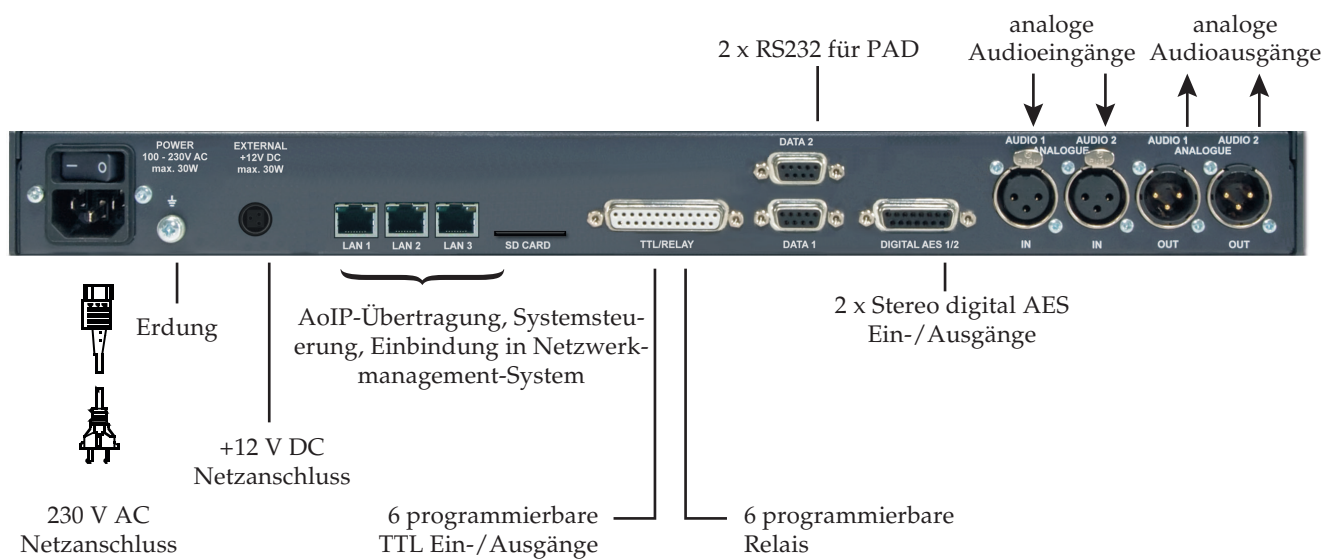 2 x RS232 für PAD
analoge
Audioeingänge
analoge
Audioausgänge
POWER
100 - 230V AC
max. 30W
EXTERNAL
+12V DC
max. 30W
LAN 1
LAN 2
LAN 3
SD CARD
TTL/RELAY
DATA 2
DATA 1
DIGITAL AES 1/2
AUDIO 1
AUDIO 2
ANALOGUE
IN
IN
AUDIO 1
AUDIO 2
ANALOGUE
OUT
OUT
Erdung
AoIP-Übertragung, Systemsteu-
erung, Einbindung in Netzwerk-
management-System
2 x Stereo digital AES
Ein-/Ausgänge
+12 V DC
Netzanschluss
230 V AC
Netzanschluss
6 programmierbare
TTL Ein-/Ausgänge
6 programmierbare
Relais